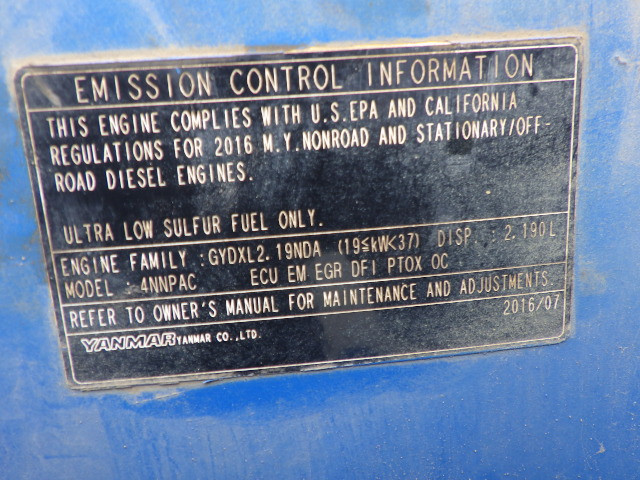 EMISSION CONTROL INFORMATION
THIS ENGINE COMPLIES WITH U.S.EPA AND CALIFORNIA
REGULATIONS FOR 2016 M.Y.NONROAD AND STATIONARY/OFF-
ROAD DIESEL ENGINES.
ULTRA LOW SULFUR FUEL ONLY.
ENGINE FAMILY :GYDXL2.19NDA (19≦kW<37) DISP. : 2.190L
MODEL : 4NNPAC ECU EM EGR DFI PTOX OC
REFER TO OWNER'S MANUAL FOR MAINTENANCE AND ADJUSTMENTS
2016/07
YANMAR YANMAR CO.,LTD.